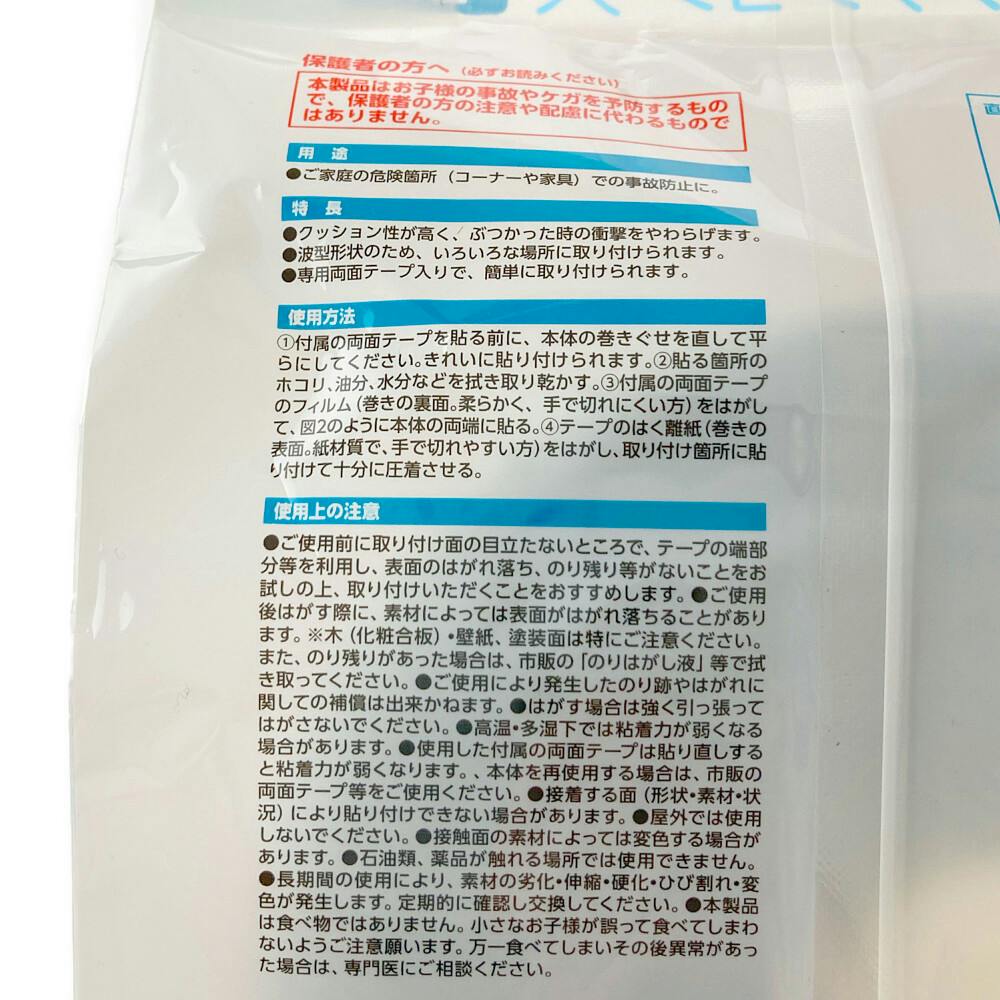 保護者の方へ（必ずお読みください）
本製品はお子様の事故やケガを予防するもの
で、保護者の方の注意や配慮に代わるもので
はありません。
用 途
●ご家庭の危険箇所（コーナーや家具）での事故防止に。
特 長
●クッション性が高く、ぶつかった時の衝撃をやわらげます。
●波型形状のため、いろいろな場所に取り付けられます。
●専用両面テープ入りで、簡単に取り付けられます。
使用方法
①付属の両面テープを貼る前に、本体の巻きぐせを直して平
らにしてください。きれいに貼り付けられます。②貼る箇所の
ホコリ、油分、水分などを拭き取り乾かす。③付属の両面テープ
のフィルム（巻きの裏面。柔らかく、手で切れにくい方）をはがし
て、図2のように本体の両端に貼る。④テープのはく離紙（巻きの
表面。紙材質で、手で切れやすい方）をはがし、取り付け箇所に貼
り付けて十分に圧着させる。
使用上の注意
●ご使用前に取り付け面の目立たないところで、テープの端部
分等を利用し、表面のはがれ落ち、のり残り等がないことをお
試しの上、取り付けいただくことをおすすめします。●ご使用
後はがす際に、素材によっては表面がはがれ落ちることがあり
ます。※木（化粧合板）・壁紙、塗装面は特にご注意ください。
また、のり残りがあった場合は、市販の「のりはがし液」等で拭
き取ってください。●ご使用により発生したのり跡やはがれに
関しての補償は出来かねます。●はがす場合は強く引っ張って
はがさないでください。●高温・多湿下では粘着力が弱くなる
場合があります。●使用した付属の両面テープは貼り直しする
と粘着力が弱くなります。、本体を再使用する場合は、市販の
両面テープ等をご使用ください。●接着する面（形状・素材・状
況）により貼り付けできない場合があります。●屋外では使用
しないでください。●接触面の素材によっては変色する場合が
あります。●石油類、薬品が触れる場所では使用できません。
●長期間の使用により、素材の劣化・伸縮・硬化・ひび割れ・変
色が発生します。定期的に確認し交換してください。●本製品
は食べ物ではありません。小さなお子様が誤って食べてしまわ
ないようご注意願います。万一食べてしまいその後異常があっ
た場合は、専門医にご相談ください。
直